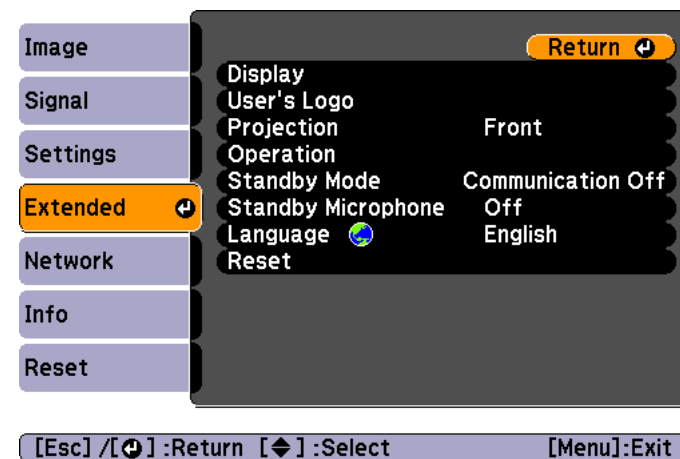 Image
Signal
Settings
Extended
Network
Info
Reset
Return
Display
User's Logo
Projection Front
Operation
Standby Mode Communication Off
Standby Microphone Off
Language English
Reset
[Esc] /[ ] :Return [ ] :Select [Menu]:Exit